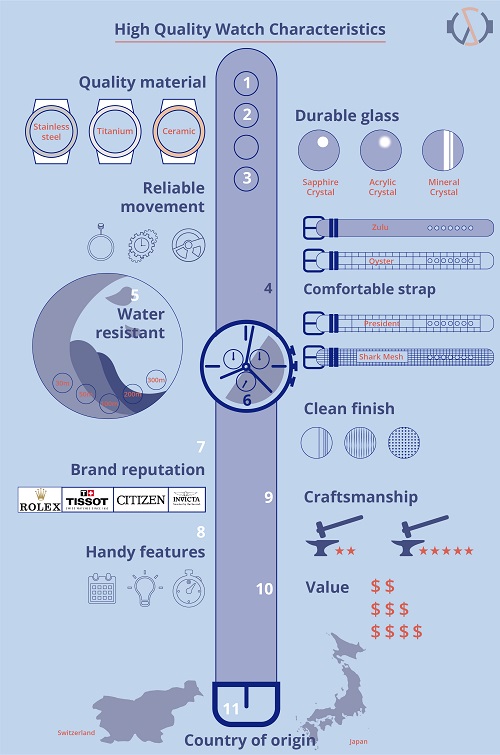 High Quality Watch Characteristics
1
Quality material
Stainless
steel
Titanium
Ceramic
2
Durable glass
Sapphire
Crystal
Acrylic
Crystal
Mineral
Crystal
3
Reliable
movement
4
Zulu
Oyster
Comfortable strap
President
Shark Mesh
5
Water
resistant
30m
200m
300m
6
Clean finish
7
Brand reputation
ROLEX
T+
TISSOT
CITIZEN
INVICTA
8
Handy features
9
Craftsmanship
10
Value
$ $
$ $ $
$ $ $ $
11
Country of origin
Switzerland
Japan